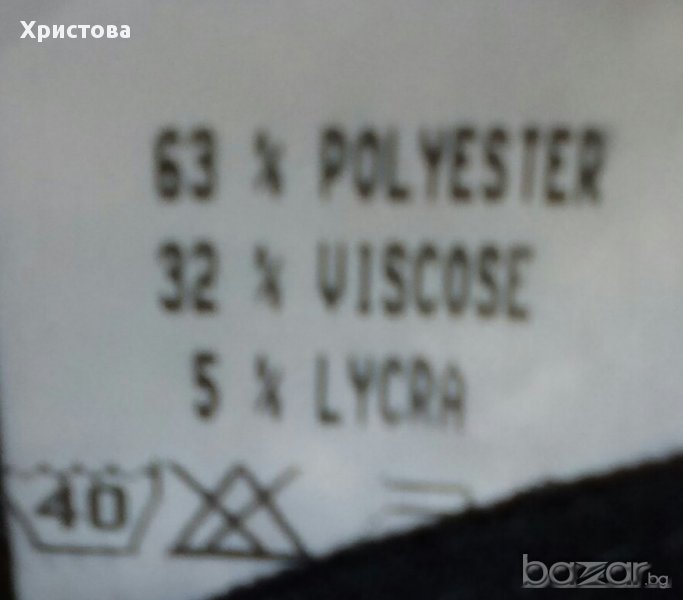 Христова
63 % POLYESTER
32 % VISCOSE
5 % LYCRA
40
bazar.bg